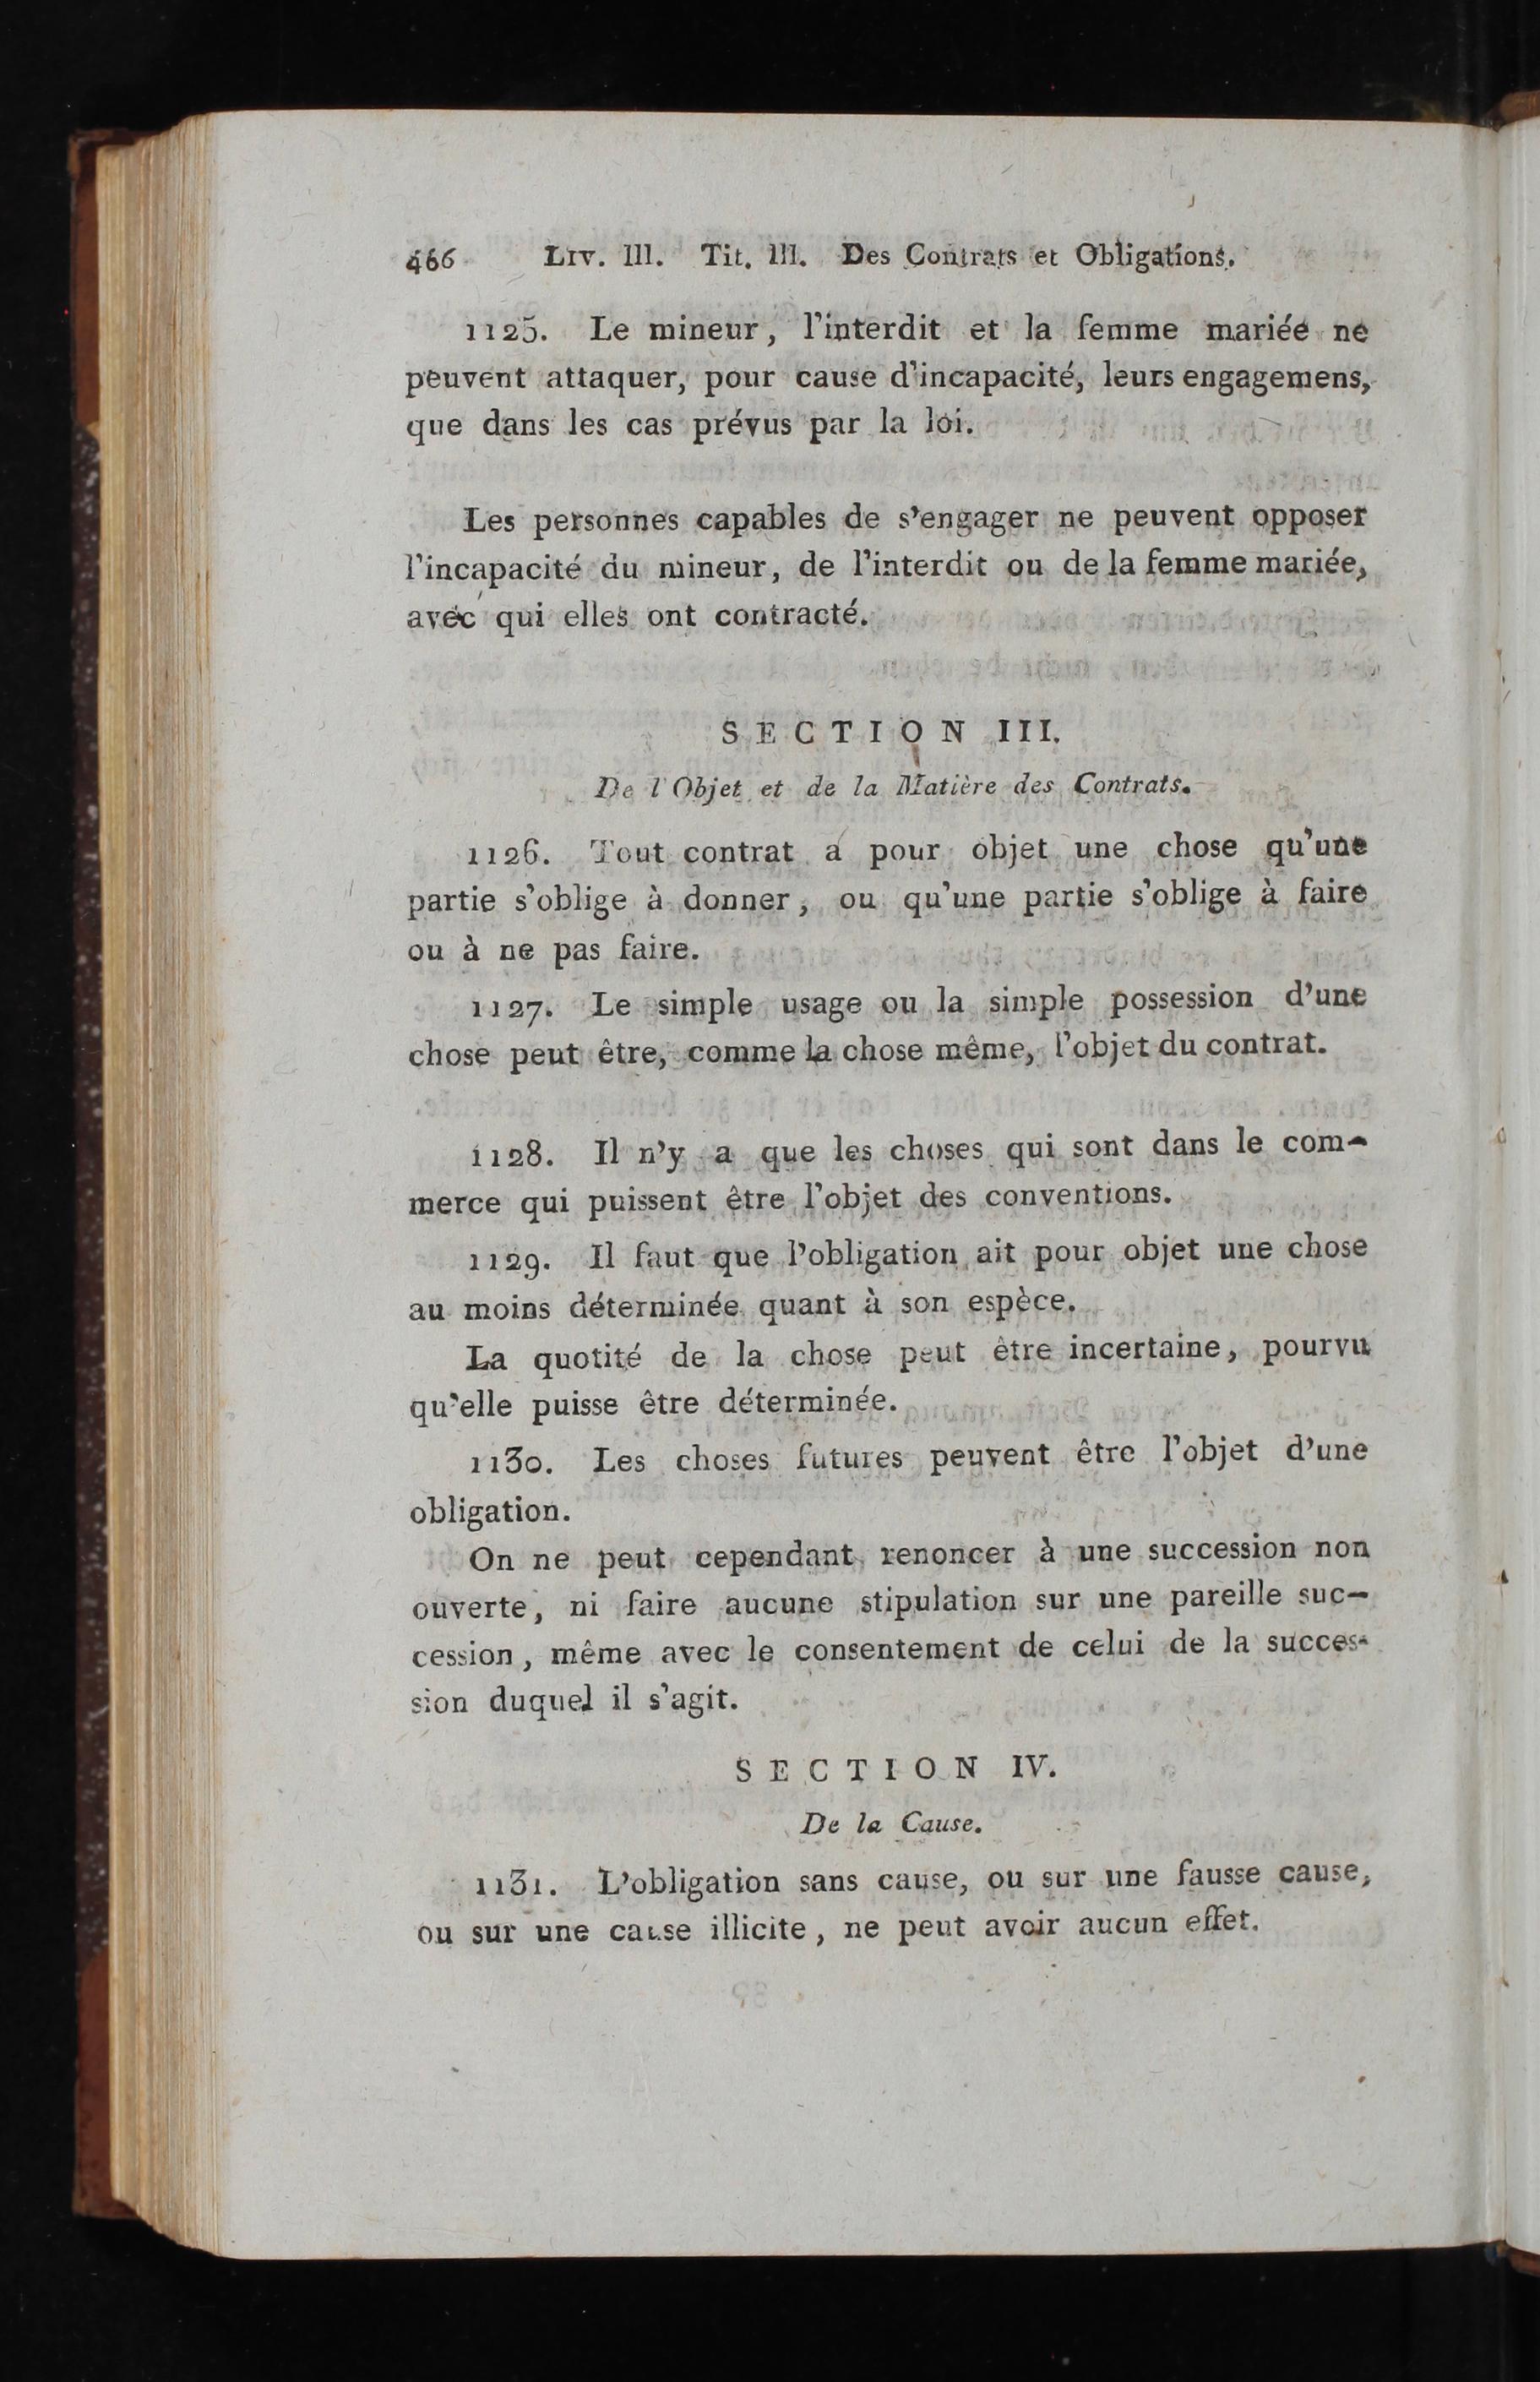 466 Liv. III. Tit. III. Des Contrats et Obligations.
1125. Le mineur, l'interdit et la femme mariée ne
peuvent attaquer, pour cause d'incapacité, leurs engagemens,
que dans les cas prévus par la loi.
Les personnes capables de s'engager ne peuvent opposer
l'incapacité du mineur, de l'interdit ou de la femme mariée,
avec qui elles ont contracté.
SECTION III.
De l'Objet et de la Matière des Contrats.
1126. Tout contrat a pour objet une chose qu'une
partie s'oblige à donner, ou qu'une partie s'oblige à faire
ou à ne pas faire.
1127. Le simple usage ou la simple possession d'une
chose peut être, comme la chose même, l'objet du contrat.
1128. Il n'y a que les choses qui sont dans le com-
merce qui puissent être l'objet des conventions.
1129. Il faut que l'obligation ait pour objet une chose
au moins déterminée quant à son espèce.
La quotité de la chose peut être incertaine, pourvu
qu'elle puisse être déterminée.
1130. Les choses futures peuvent être l'objet d'une
obligation.
On ne peut cependant renoncer à une succession non
ouverte, ni faire aucune stipulation sur une pareille suc-
cession, même avec le consentement de celui de la succes-
sion duquel il s'agit.
SECTION IV.
De la Cause.
1131. L'obligation sans cause, ou sur une fausse cause,
ou sur une cause illicite, ne peut avoir aucun effet.